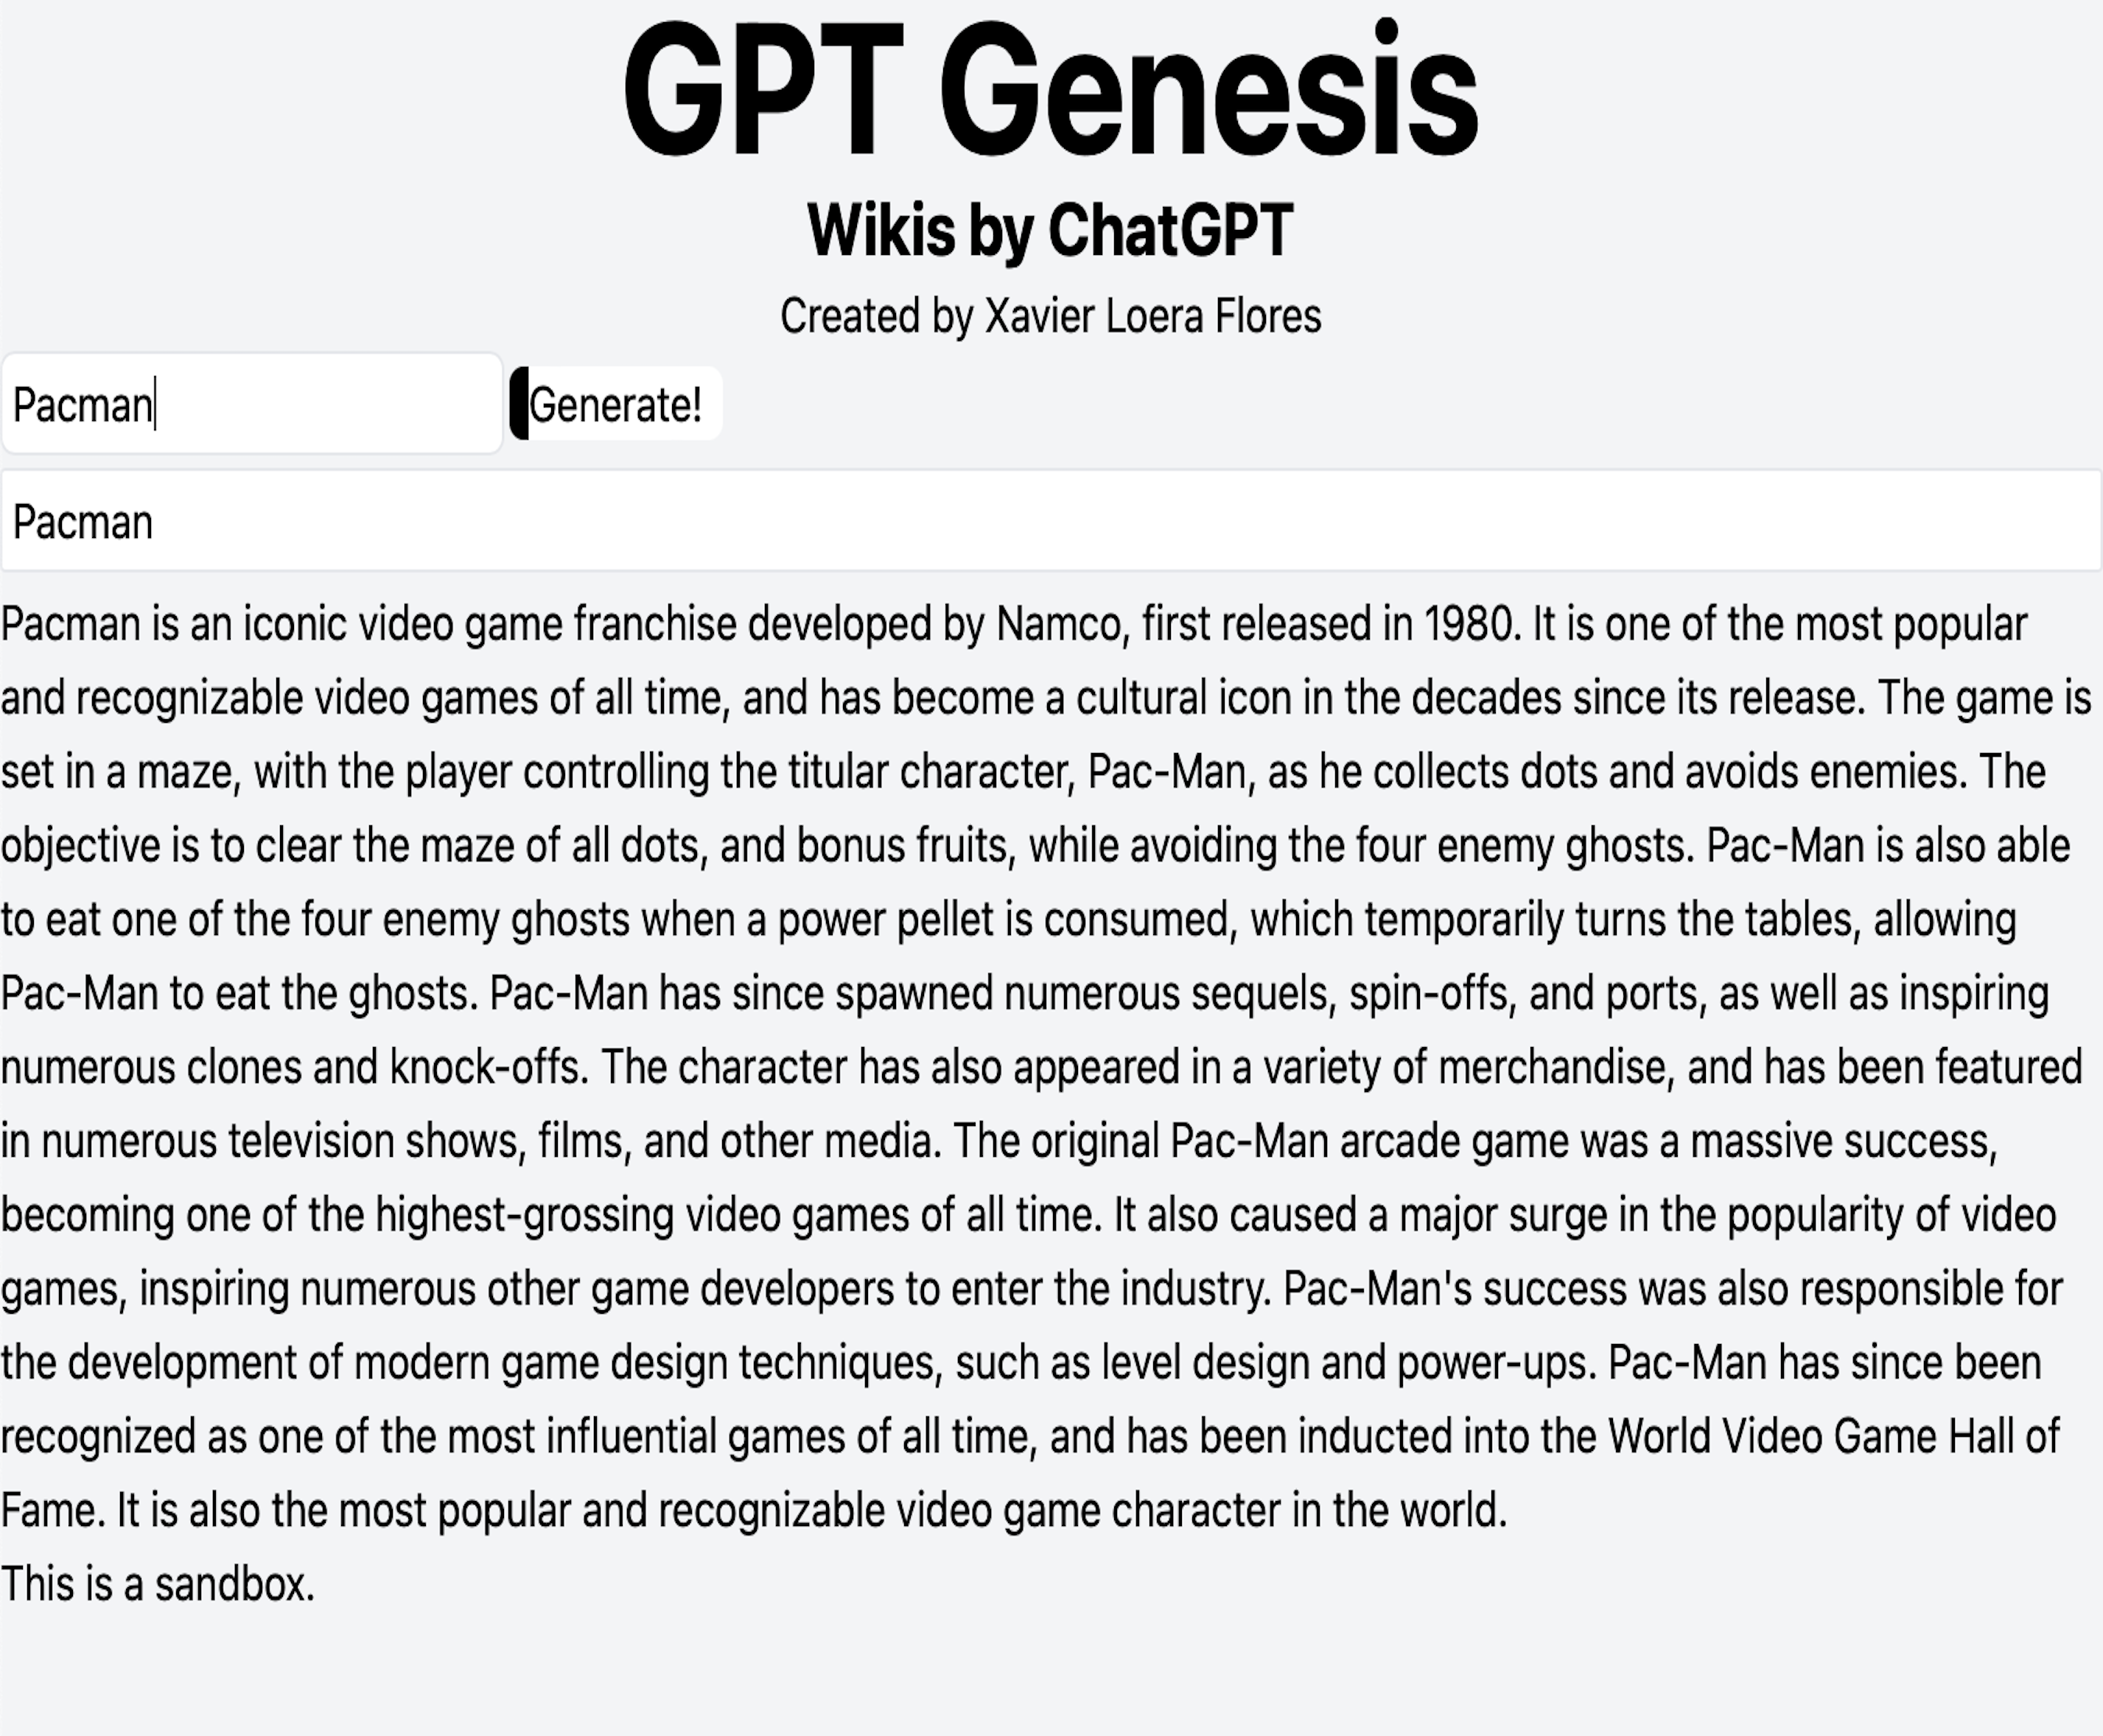 GPT Genesis
Wikis by ChatGPT
Created by Xavier Loera Flores
Pacman
Generate!
Pacman
Pacman is an iconic video game franchise developed by Namco, first released in 1980. It is one of the most popular
and recognizable video games of all time, and has become a cultural icon in the decades since its release. The game is
set in a maze, with the player controlling the titular character, Pac-Man, as he collects dots and avoids enemies. The
objective is to clear the maze of all dots, and bonus fruits, while avoiding the four enemy ghosts. Pac-Man is also able
to eat one of the four enemy ghosts when a power pellet is consumed, which temporarily turns the tables, allowing
Pac-Man to eat the ghosts. Pac-Man has since spawned numerous sequels, spin-offs, and ports, as well as inspiring
numerous clones and knock-offs. The character has also appeared in a variety of merchandise, and has been featured
in numerous television shows, films, and other media. The original Pac-Man arcade game was a massive success,
becoming one of the highest-grossing video games of all time. It also caused a major surge in the popularity of video
games, inspiring numerous other game developers to enter the industry. Pac-Man's success was also responsible for
the development of modern game design techniques, such as level design and power-ups. Pac-Man has since been
recognized as one of the most influential games of all time, and has been inducted into the World Video Game Hall of
Fame. It is also the most popular and recognizable video game character in the world.
This is a sandbox.